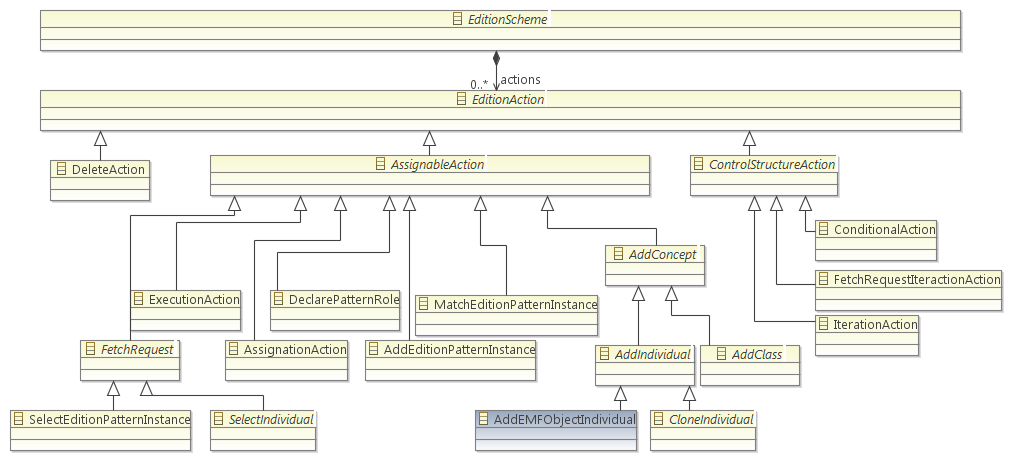 EditionScheme
actions
0..*
EditionAction
DeleteAction
AssignableAction
ControlStructureAction
ConditionalAction
AddConcept
FetchRequestIteractionAction
ExecutionAction
DeclarePatternRole
MatchEditionPatternInstance
IterationAction
FetchRequest
AssignationAction
AddEditionPatternInstance
AddIndividual
AddClass
SelectEditionPatternInstance
SelectIndividual
AddEMFObjectIndividual
CloneIndividual